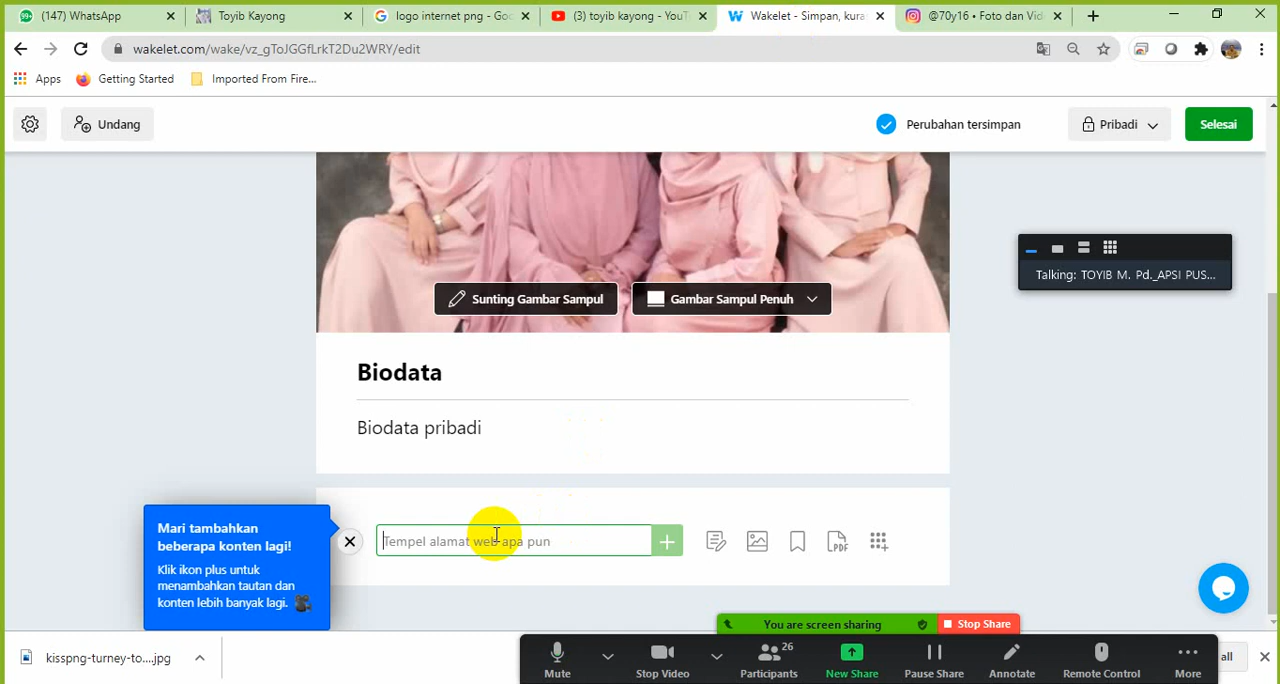 99+ (147) WhatsApp
Toyib Kayong
logo internet png - Goo
(3) toyib kayong - YouT
Wakelet - Simpan, kura
@70y16 • Foto dan Vid
wakelet.com/wake/vz_gToJGGfLrkT2Du2WRY/edit
Apps
Getting Started
Imported From Fire...
Undang
Perubahan tersimpan
Pribadi
Selesai
Talking: TOYIB M. Pd._APSI PUS...
Sunting Gambar Sampul
Gambar Sampul Penuh
Biodata
Biodata pribadi
Mari tambahkan
beberapa konten lagi!
Klik ikon plus untuk
menambahkan tautan dan
konten lebih banyak lagi.
Tempel alamat web apa pun
PDF
You are screen sharing
Stop Share
kisspng-turney-to....jpg
Mute
Stop Video
26
Participants
New Share
Pause Share
Annotate
Remote Control
More
all